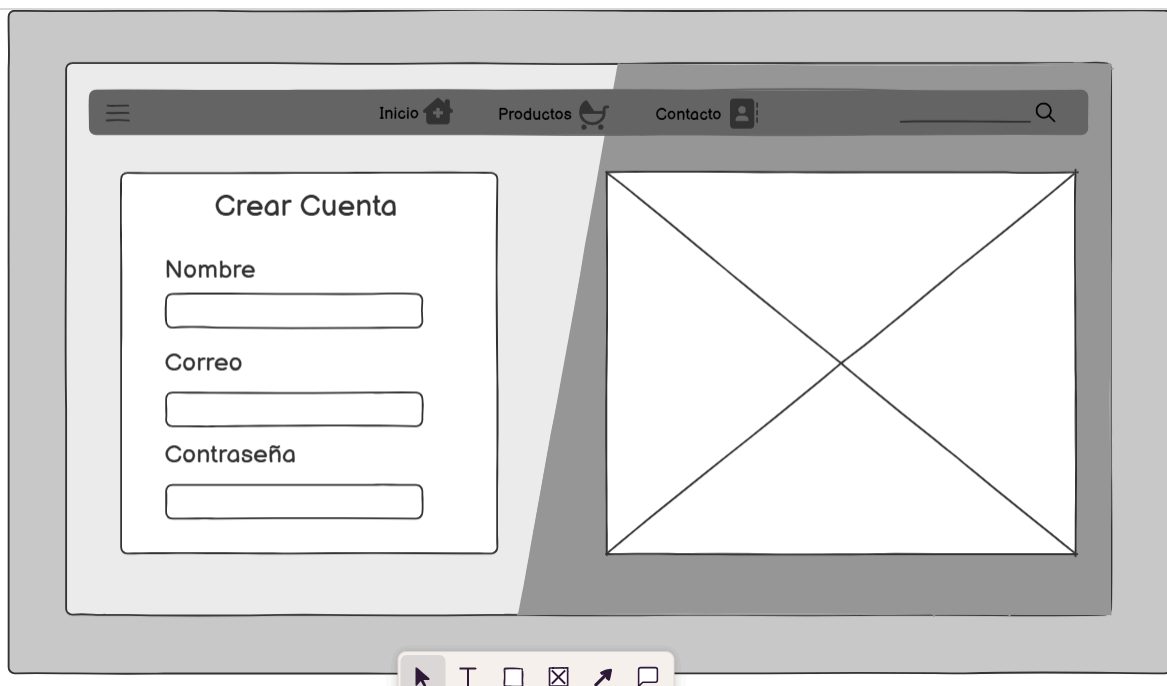 Inicio Productos Contacto
Crear Cuenta
Nombre
Correo
Contraseña